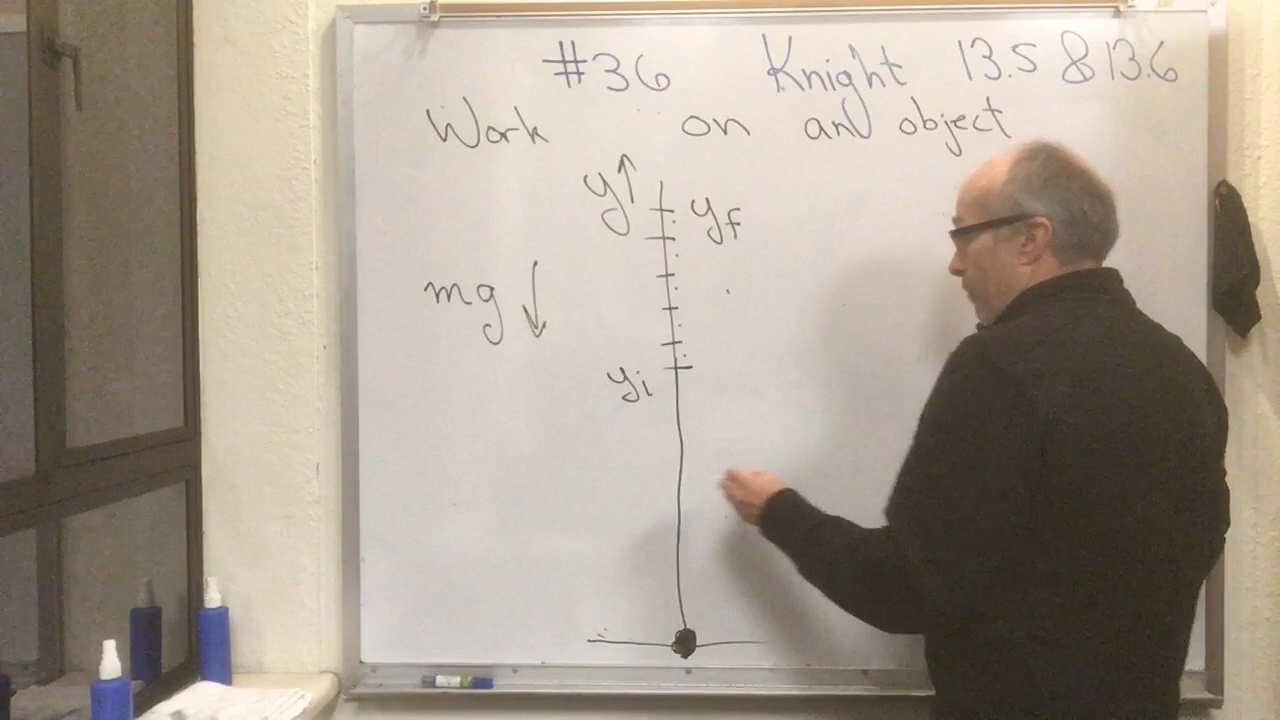 #36 Knight 13.5 & 13.6
Work on an object
y↑ yf
mg↓
yi